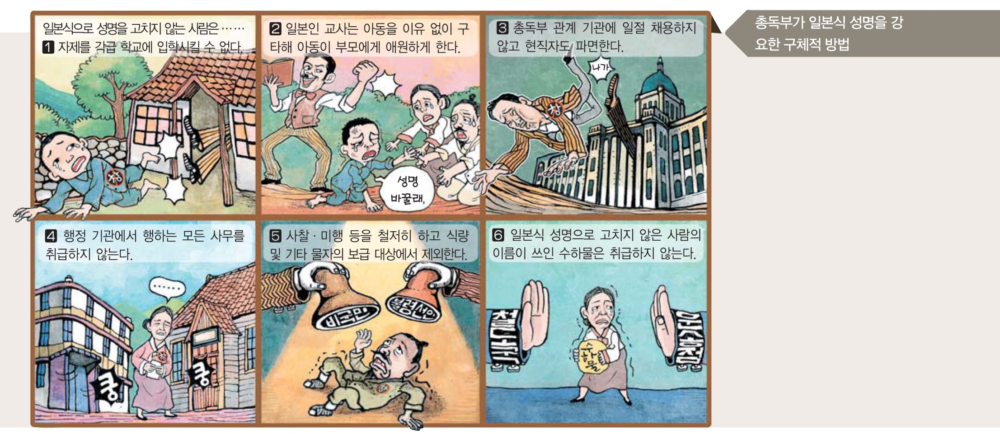 일본식으로 성명을 고치지 않는 사람은……
1 자제를 각급 학교에 입학시킬 수 없다.
창
2 일본인 교사는 아동을 이유 없이 구
타해 아동이 부모에게 애원하게 한다.
성명
바꿀래,
3 총독부 관계 기관에 일절 채용하지
않고 현직자도 파면한다.
나가
창
총독부가 일본식 성명을 강
요한 구체적 방법
4 행정 기관에서 행하는 모든 사무를
취급하지 않는다.
……
쿵
쿵
5 사찰·미행 등을 철저히 하고 식량
및 기타 물자의 보급 대상에서 제외한다.
비국민
불령선인
창
6 일본식 성명으로 고치지 않은 사람의
이름이 쓰인 수하물은 취급하지 않는다.
철도국
수
하
물